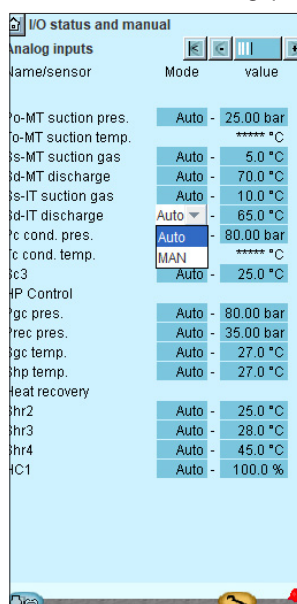 I/O status and manual
Analog inputs
Name/sensor Mode value
Po-MT suction pres. Auto - 25.00 bar
To-MT suction temp. ***** °C
Ss-MT suction gas Auto - 5.0 °C
Sd-MT discharge Auto - 70.0 °C
Ss-IT suction gas Auto - 10.0 °C
Sd-IT discharge Auto - 65.0 °C
Pc cond. pres. Auto - 80.00 bar
Tc cond. temp. MAN ***** °C
Sc3 Auto - 25.0 °C
HP Control
Pgc pres. Auto - 80.00 bar
Prec pres. Auto - 35.00 bar
Sgc temp. Auto - 27.0 °C
Shp temp. Auto - 27.0 °C
Heat recovery
Shr2 Auto - 25.0 °C
Shr3 Auto - 28.0 °C
Shr4 Auto - 45.0 °C
HC1 Auto - 100.0 %